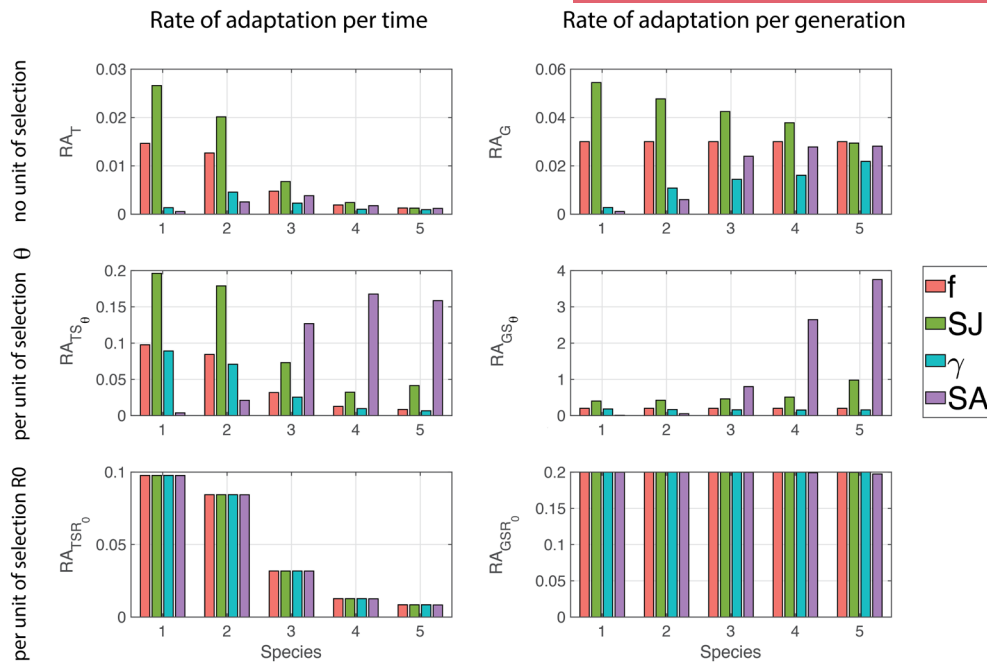 Rate of adaptation per time
Rate of adaptation per generation
no unit of selection
RA_T
0.03
0.02
0.01
0
1 2 3 4 5
RA_G
0.06
0.04
0.02
0
1 2 3 4 5
Species
per unit of selection θ
RA_TS_θ
0.2
0.15
0.1
0.05
0
1 2 3 4 5
RA_GS_θ
4
3
2
1
0
1 2 3 4 5
f
SJ
γ
SA
per unit of selection R0
RA_TSR_0
0.1
0.05
0
1 2 3 4 5
Species
RA_GSR_0
0.2
0.15
0.1
0.05
0
1 2 3 4 5
Species